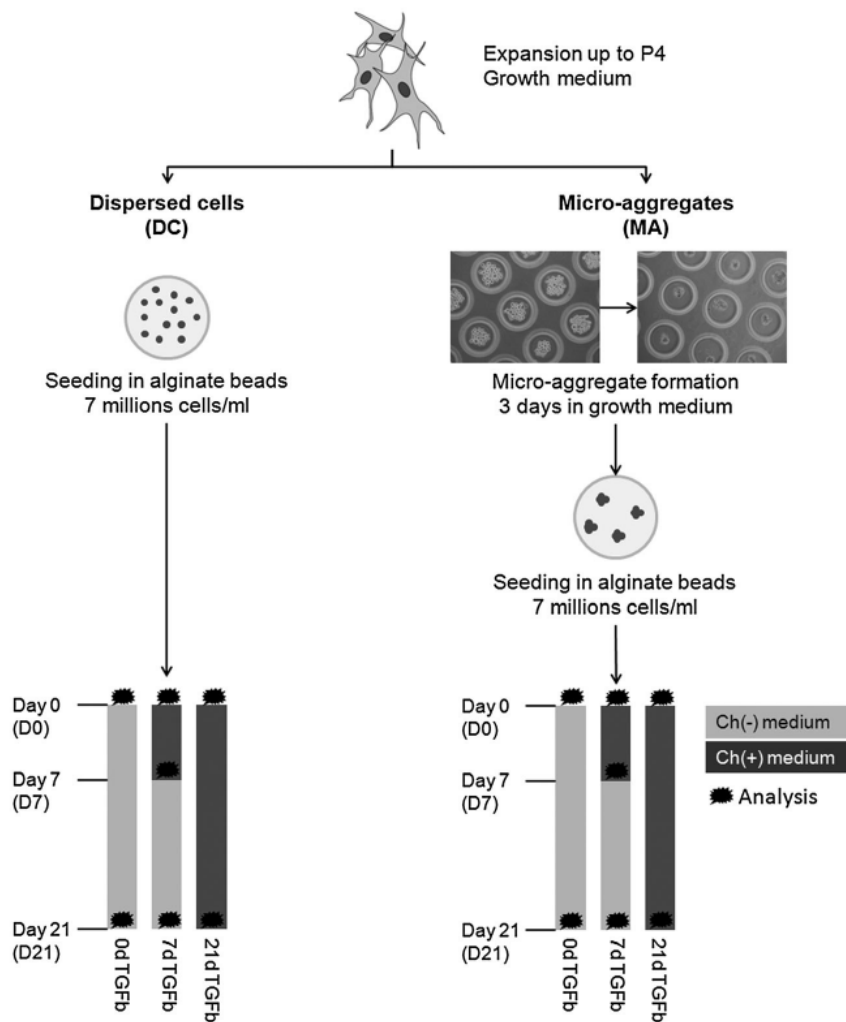 Expansion up to P4
Growth medium
Dispersed cells
(DC)
Seeding in alginate beads
7 millions cells/ml
Micro-aggregates
(MA)
Micro-aggregate formation
3 days in growth medium
Seeding in alginate beads
7 millions cells/ml
Day 0
(D0)
Day 7
(D7)
Day 21
(D21)
0d TGFb
7d TGFb
21d TGFb
Day 0
(D0)
Day 7
(D7)
Day 21
(D21)
0d TGFb
7d TGFb
21d TGFb
Ch(-) medium
Ch(+) medium
Analysis